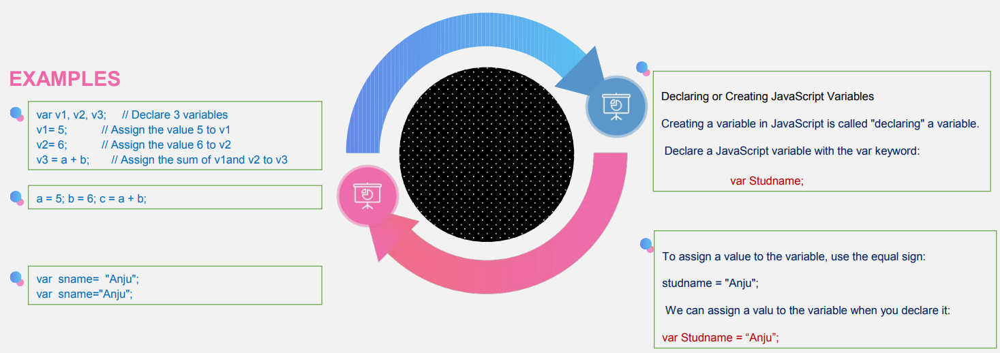 EXAMPLES
var v1, v2, v3; // Declare 3 variables
v1= 5; // Assign the value 5 to v1
v2= 6; // Assign the value 6 to v2
v3 = a + b; // Assign the sum of v1and v2 to v3
a = 5; b = 6; c = a + b;
var sname= "Anju";
var sname="Anju";
Declaring or Creating JavaScript Variables
Creating a variable in JavaScript is called "declaring" a variable.
Declare a JavaScript variable with the var keyword:
var Studname;
To assign a value to the variable, use the equal sign:
studname = "Anju";
We can assign a valu to the variable when you declare it:
var Studname = “Anju”;